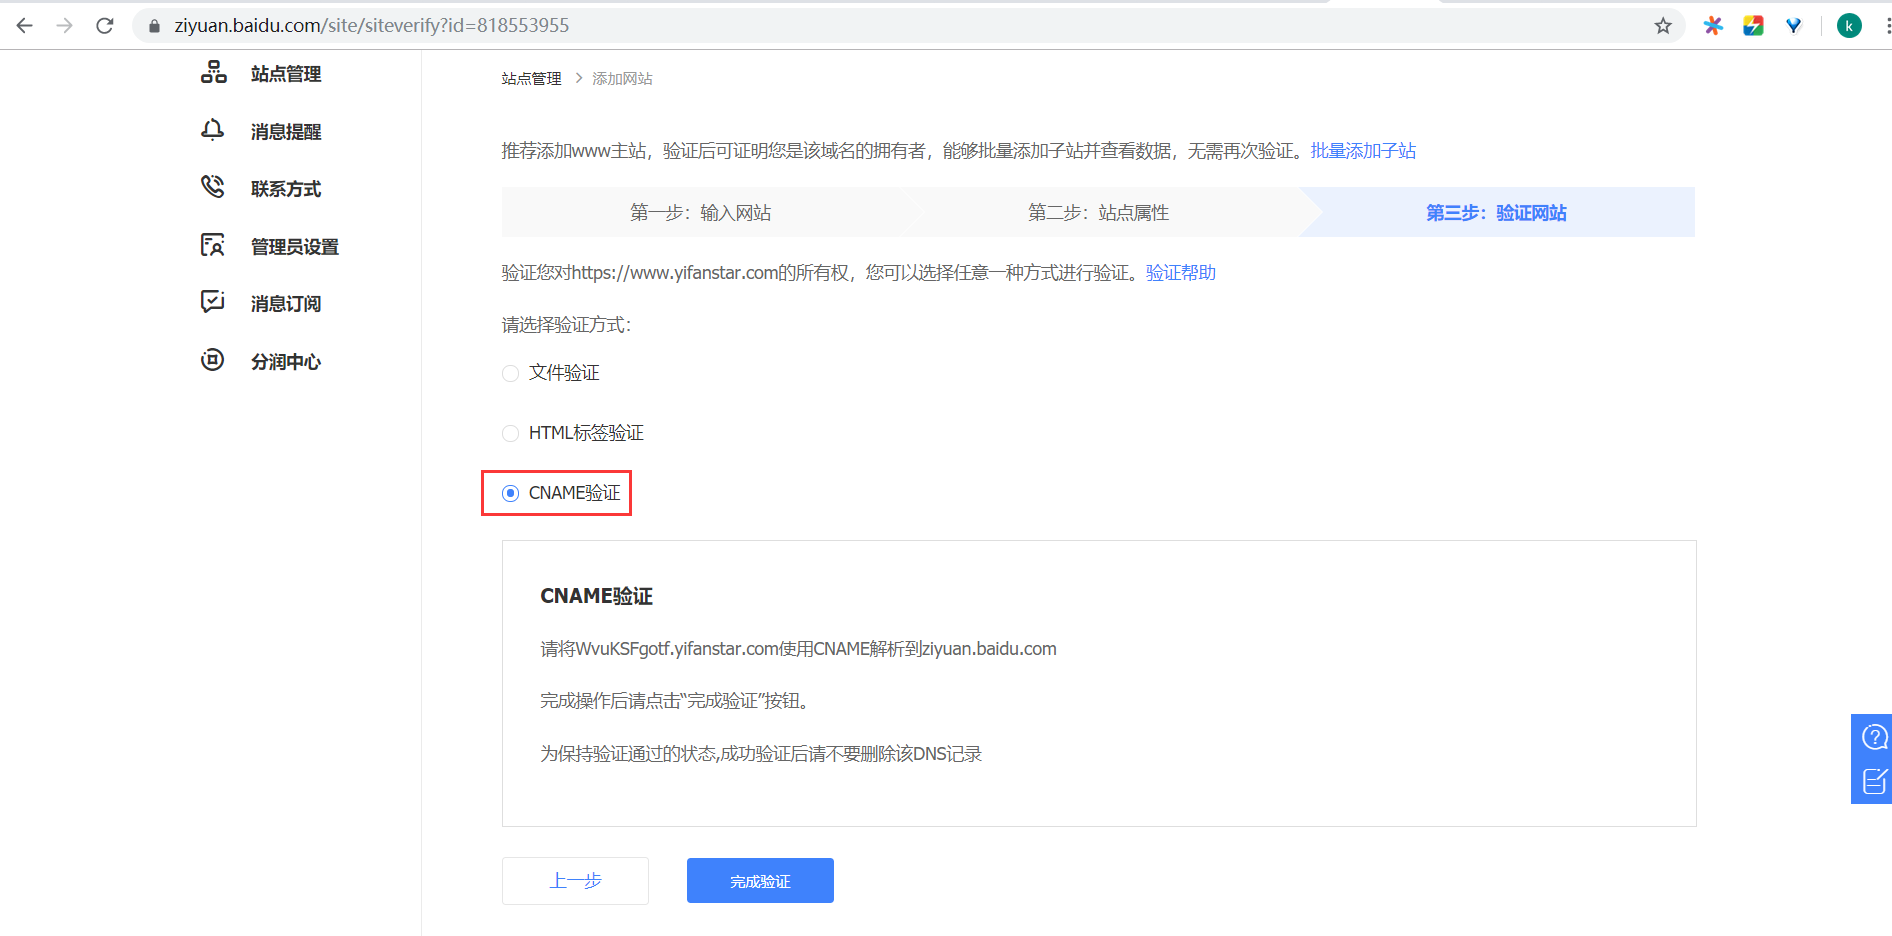 ziyuan.baidu.com/site/siteverify?id=818553955
k
站点管理
消息提醒
联系方式
管理员设置
消息订阅
分润中心
站点管理 > 添加网站
推荐添加www主站，验证后可证明您是该域名的拥有者，能够批量添加子站并查看数据，无需再次验证。批量添加子站
第一步：输入网站
第二步：站点属性
第三步：验证网站
验证您对https://www.yifanstar.com的所有权，您可以选择任意一种方式进行验证。验证帮助
请选择验证方式：
文件验证
HTML标签验证
CNAME验证
CNAME验证
请将WvuKSFgotf.yifanstar.com使用CNAME解析到ziyuan.baidu.com
完成操作后请点击“完成验证”按钮。
为保持验证通过的状态,成功验证后请不要删除该DNS记录
上一步
完成验证